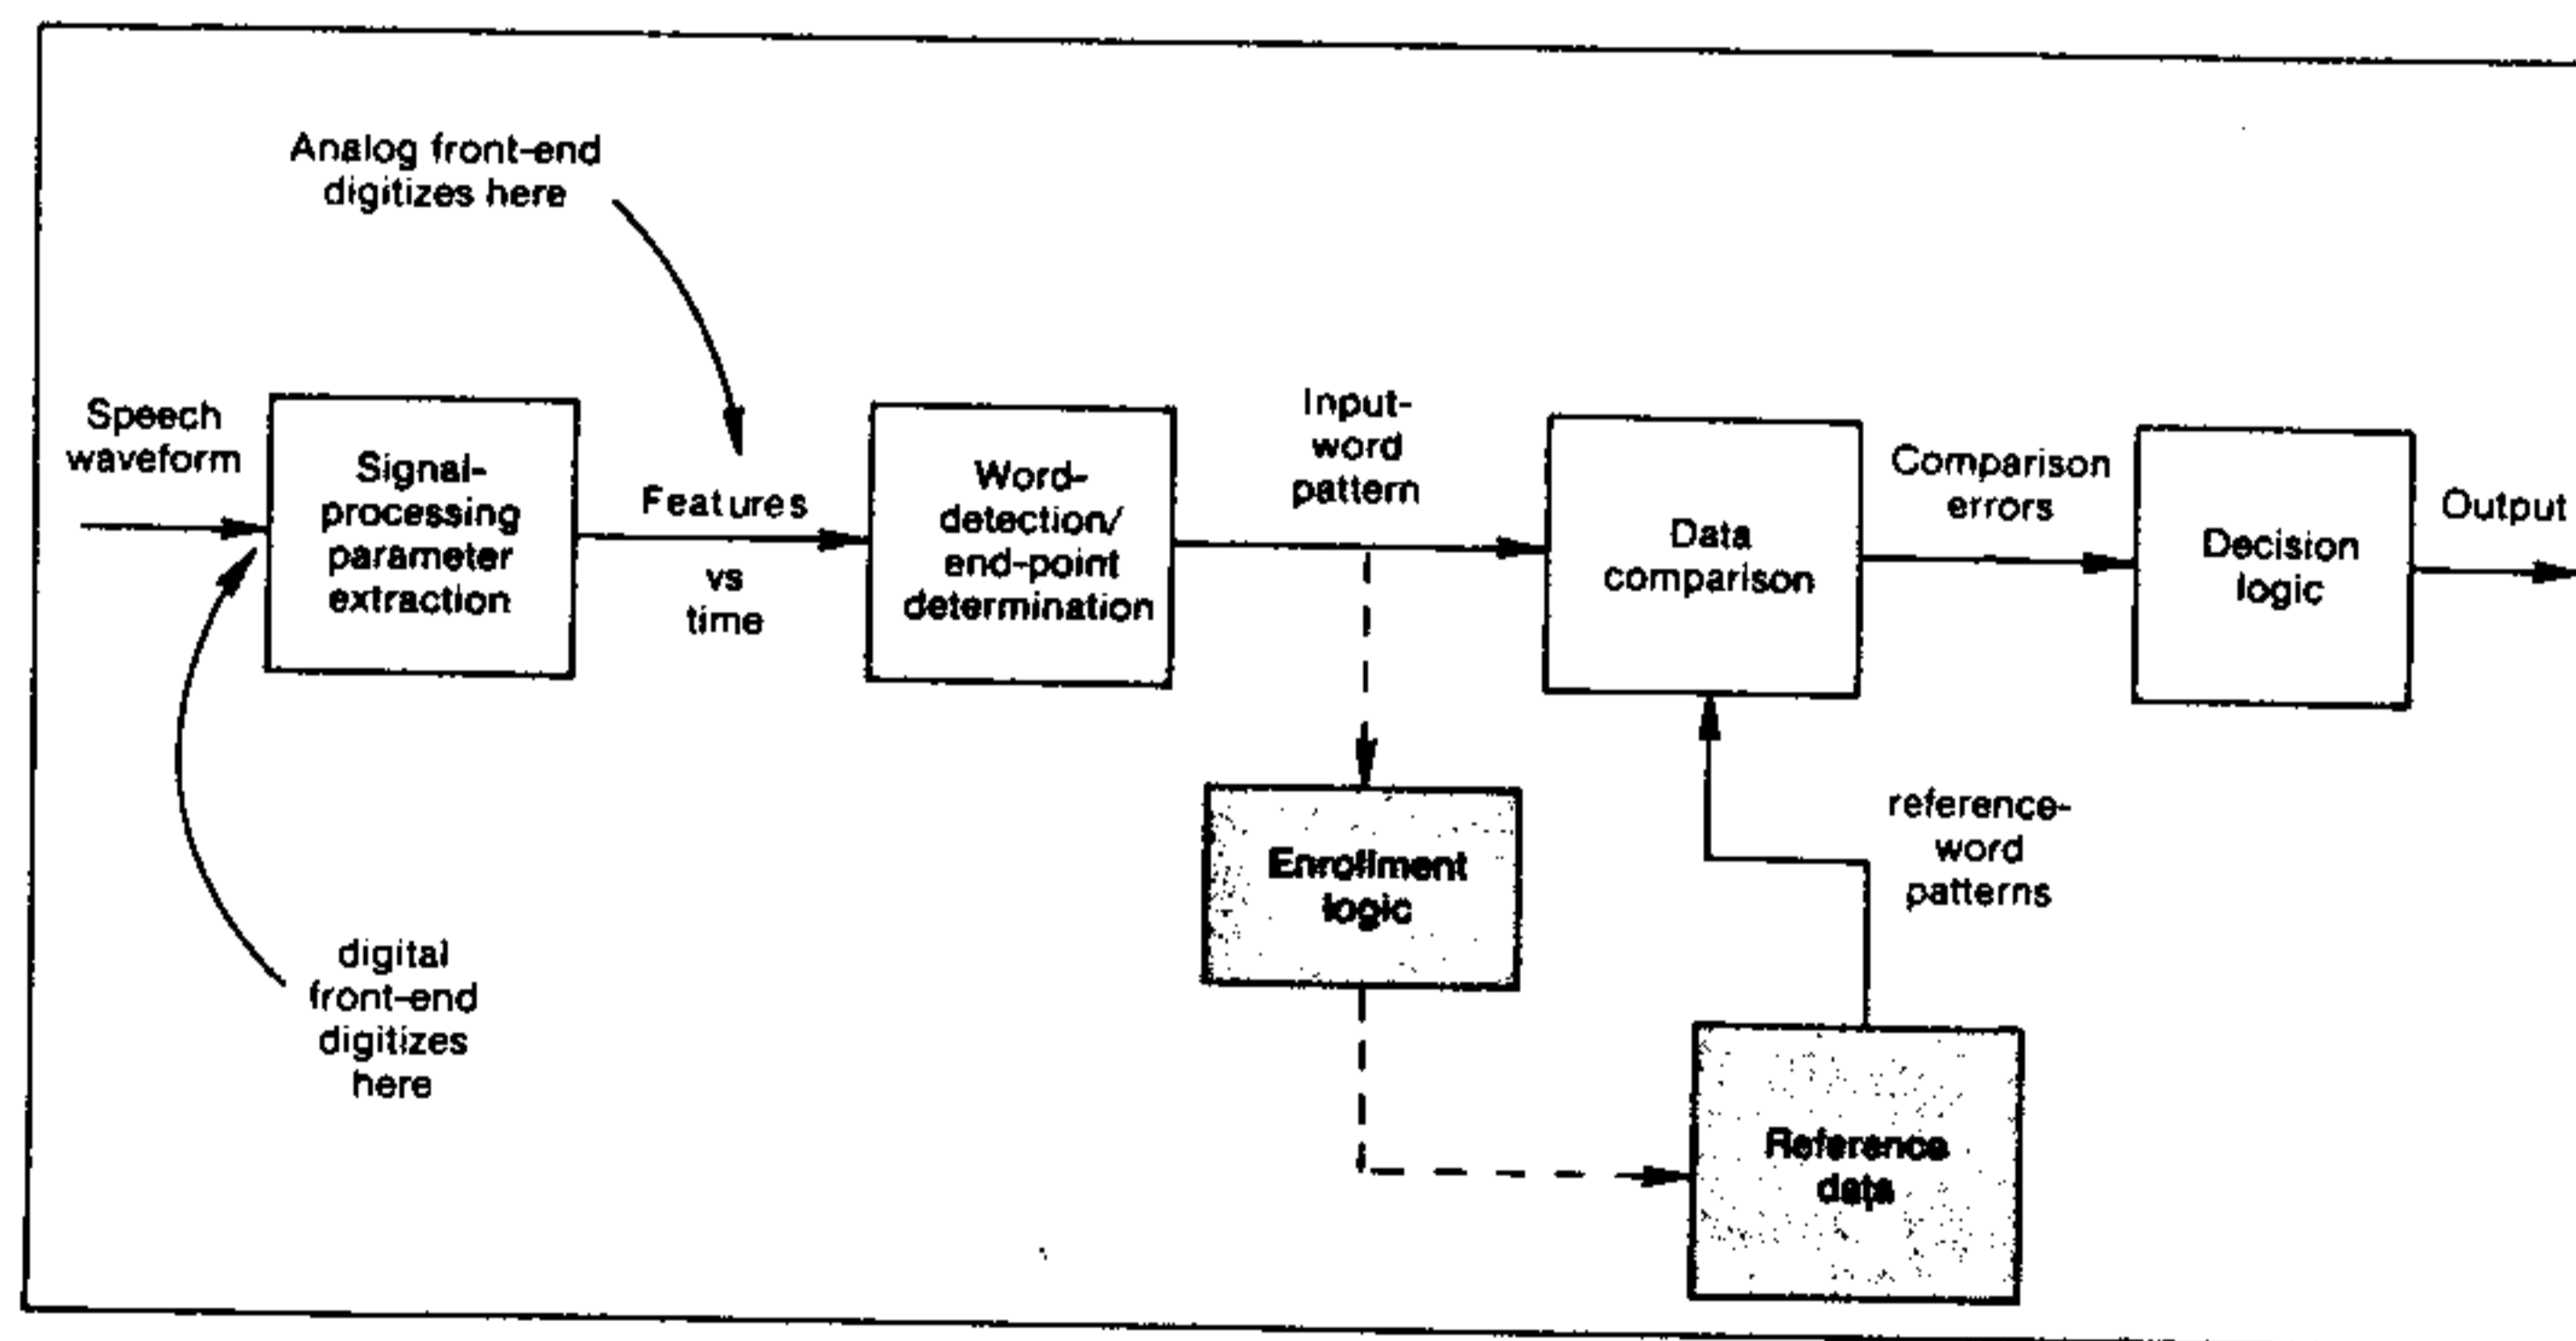 Analog front-end
digitizes here
Speech
waveform
Signal-
processing
parameter
extraction
Features
vs
time
Word-
detection/
end-point
determination
Input-
word
pattern
Data
comparison
Comparison
errors
Decision
logic
Output
digital
front-end
digitizes
here
Enrollment
logic
reference-
word
patterns
Reference
data